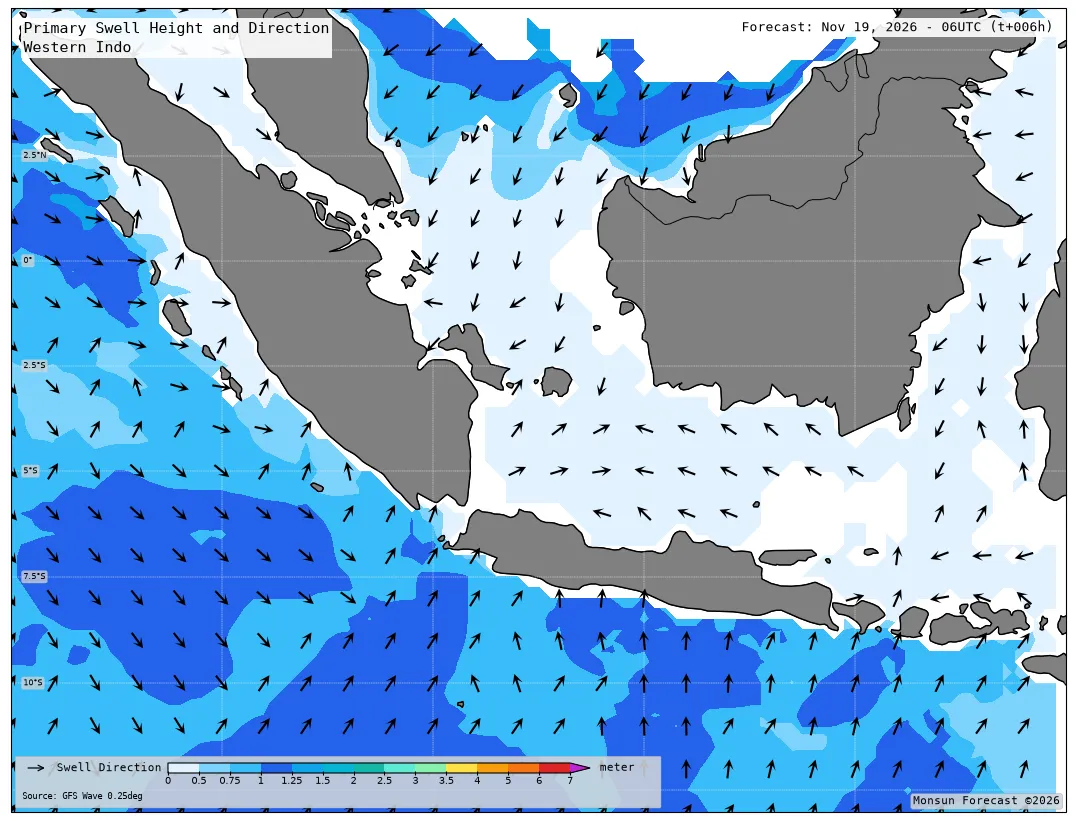 Primary Swell Height and Direction
Western Indo
Forecast: Nov 19, 2026 - 06UTC (t+006h)
2.5°N
0°
2.5°S
5°S
7.5°S
10°S
Swell Direction
meter
0 0.5 0.75 1 1.25 1.5 2 2.5 3 3.5 4 5 6 7
Source: GFS Wave 0.25deg
Monsun Forecast ©2026